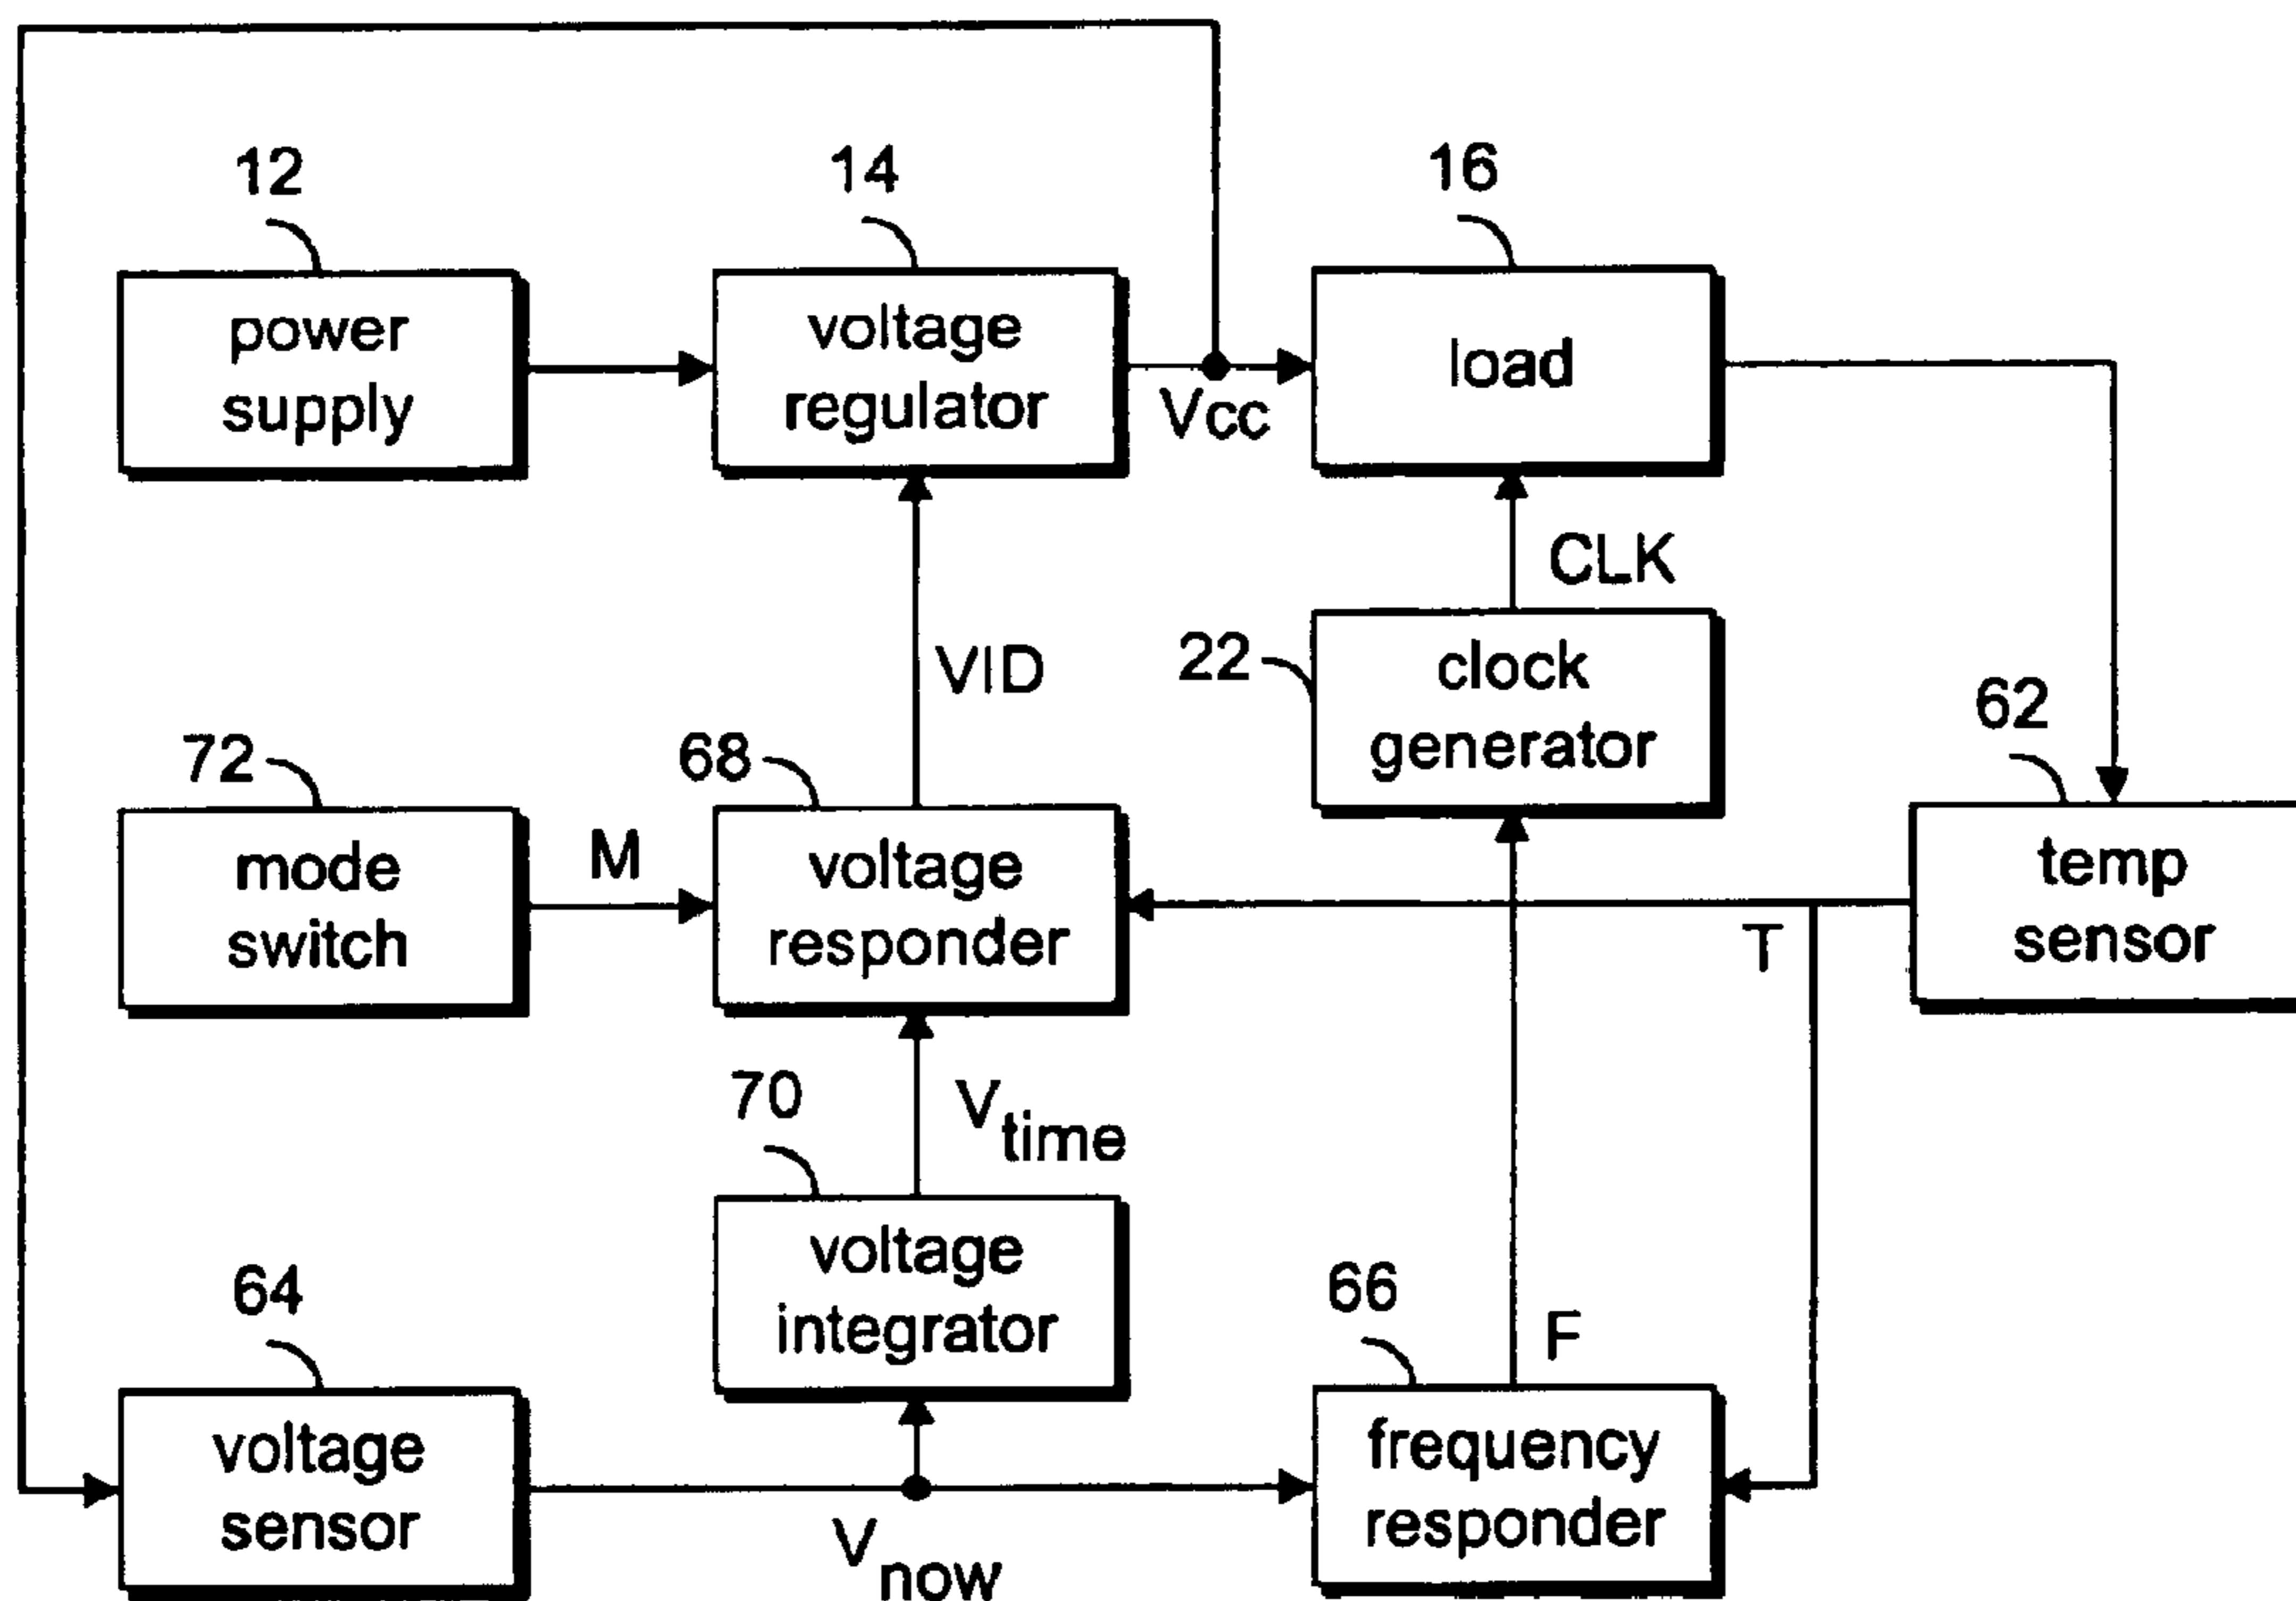 12
14
16
power
supply
voltage
regulator
Vcc
load
CLK
VID
22
clock
generator
62
72
68
mode
switch
M
voltage
responder
T
temp
sensor
70
Vtime
voltage
integrator
64
66
F
voltage
sensor
Vnow
frequency
responder